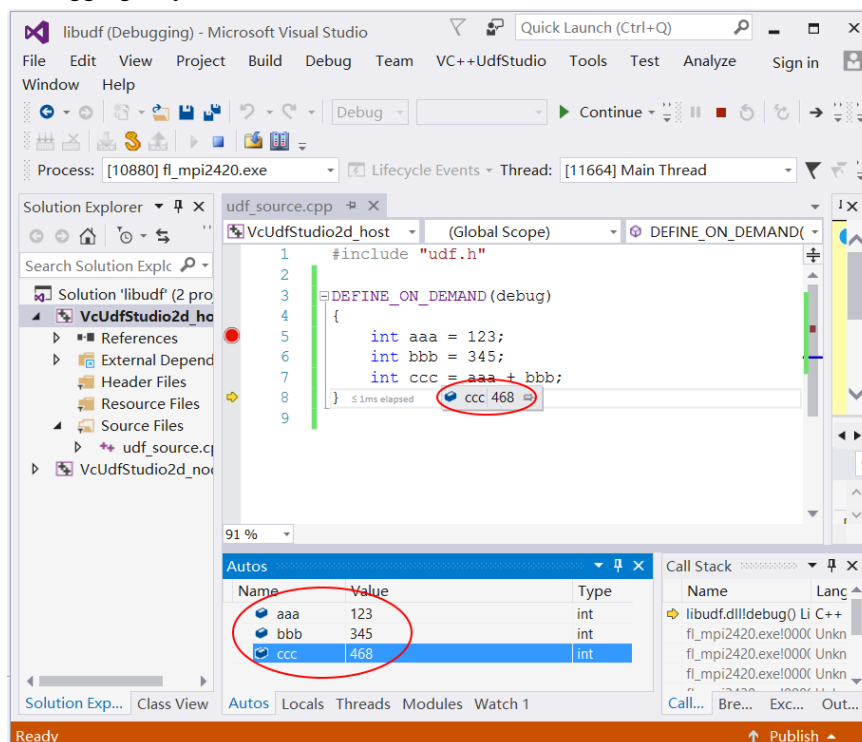 libudf (Debugging) - Microsoft Visual Studio
Quick Launch (Ctrl+Q)
File Edit View Project Build Debug Team VC++UdfStudio Tools Test Analyze Sign in
Window Help
Debug
Continue
Process: [10880] fl_mpi2420.exe Lifecycle Events Thread: [11664] Main Thread
Solution Explorer
Search Solution Explc
Solution 'libudf' (2 pro
VcUdfStudio2d_ho
References
External Depend
Header Files
Resource Files
Source Files
udf_source.c
VcUdfStudio2d_no
Solution Exp... Class View
udf_source.cpp
VcUdfStudio2d_host (Global Scope) DEFINE_ON_DEMAND(
1 #include "udf.h"
2
3 DEFINE_ON_DEMAND(debug)
4 {
5 int aaa = 123;
6 int bbb = 345;
7 int ccc = aaa + bbb;
8 } ≤1ms elapsed ccc 468
9
91 %
Autos
Name Value Type
aaa 123 int
bbb 345 int
ccc 468 int
Autos Locals Threads Modules Watch 1
Call Stack
Name Lang
libudf.dll!debug() Li C++
fl_mpi2420.exe!000( Unkn
fl_mpi2420.exe!000( Unkn
fl_mpi2420.exe!000( Unkn
Call... Bre... Exc... Out...
Ready Publish